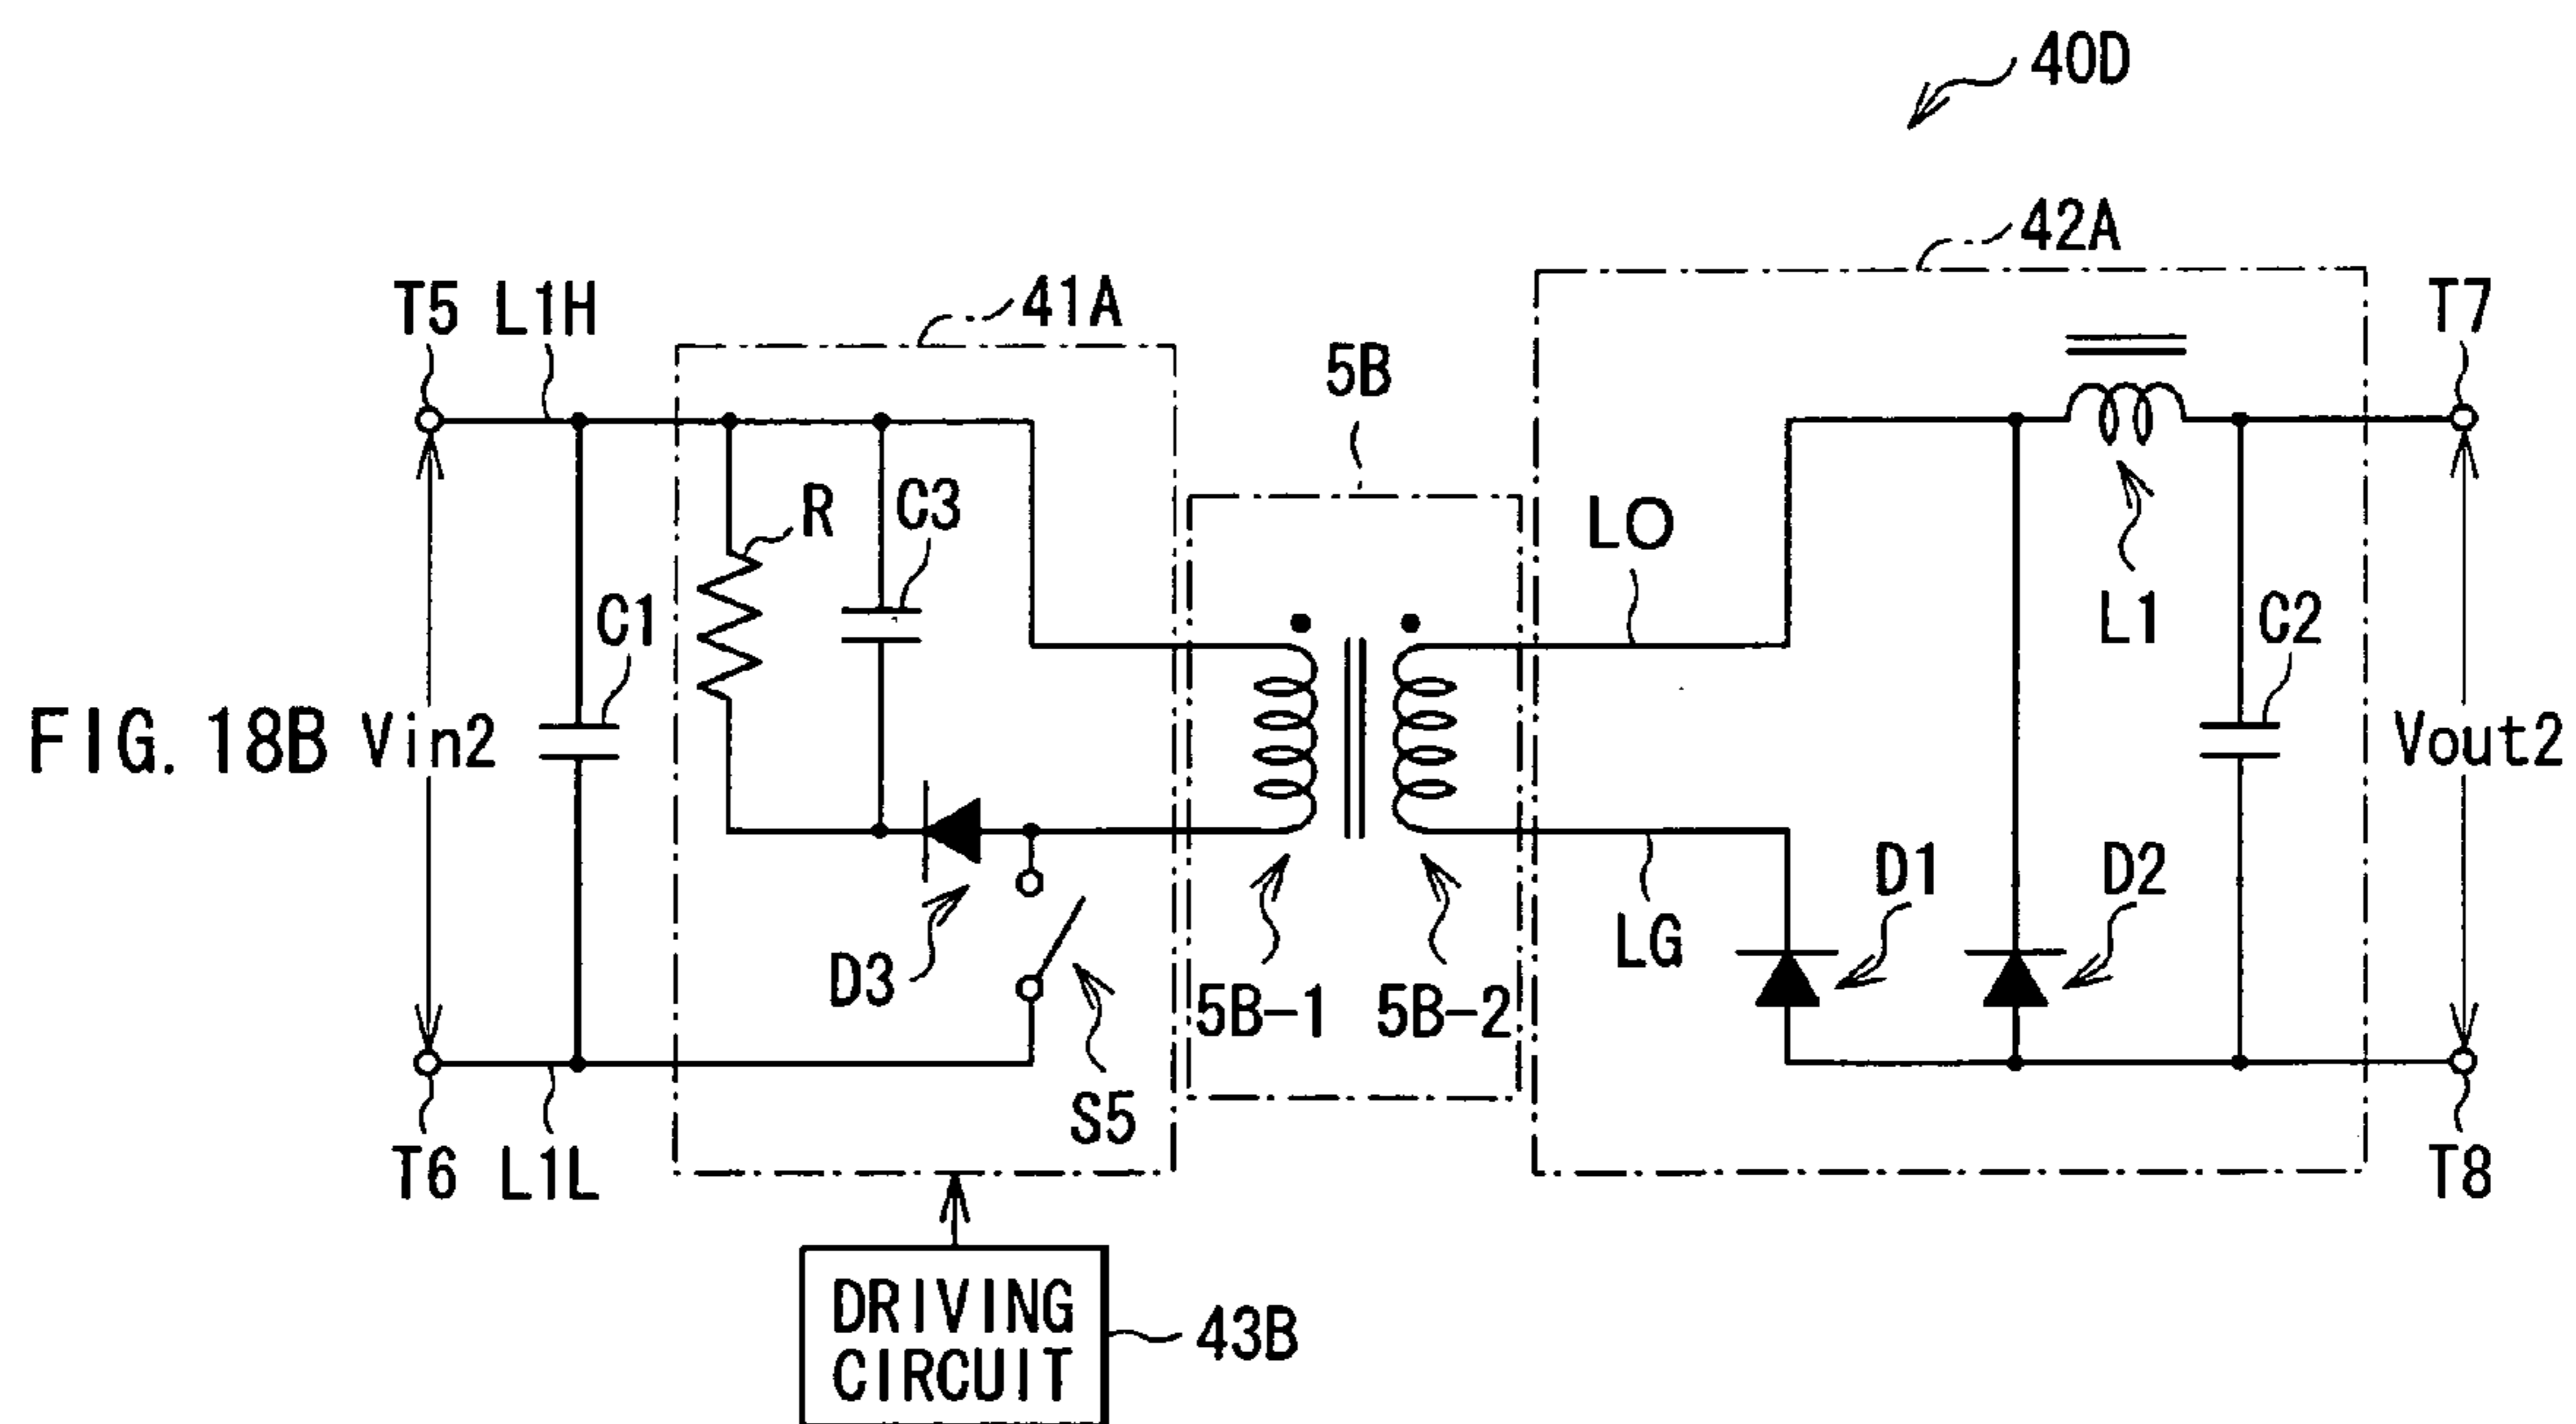 40D
42A
T5 L1H
41A
T7
5B
R
C3
LO
C1
L1
C2
FIG. 18B
Vin2
Vout2
D3
LG
D1
D2
5B-1
5B-2
S5
T6 L1L
T8
DRIVING
CIRCUIT
43B